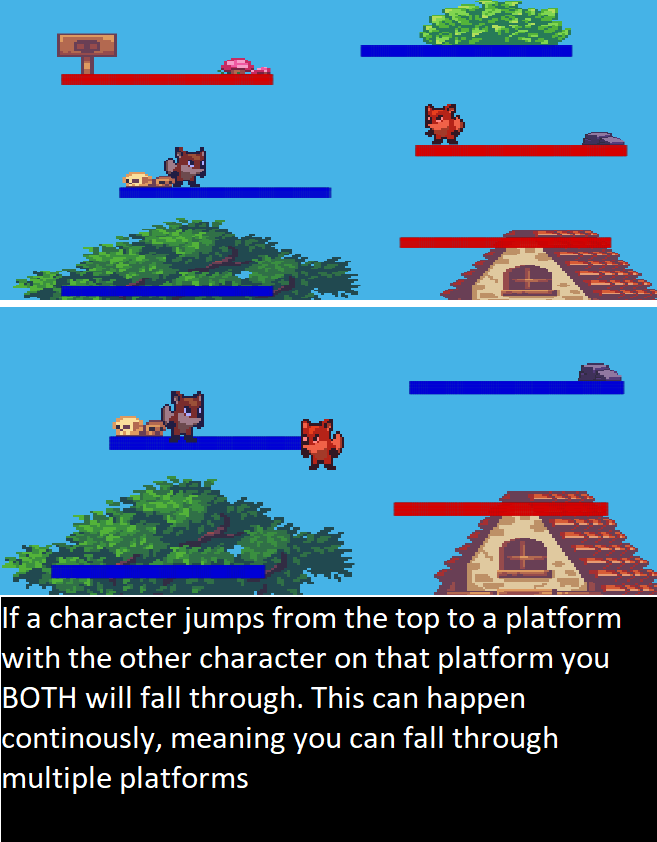 If a character jumps from the top to a platform
with the other character on that platform you
BOTH will fall through. This can happen
continously, meaning you can fall through
multiple platforms